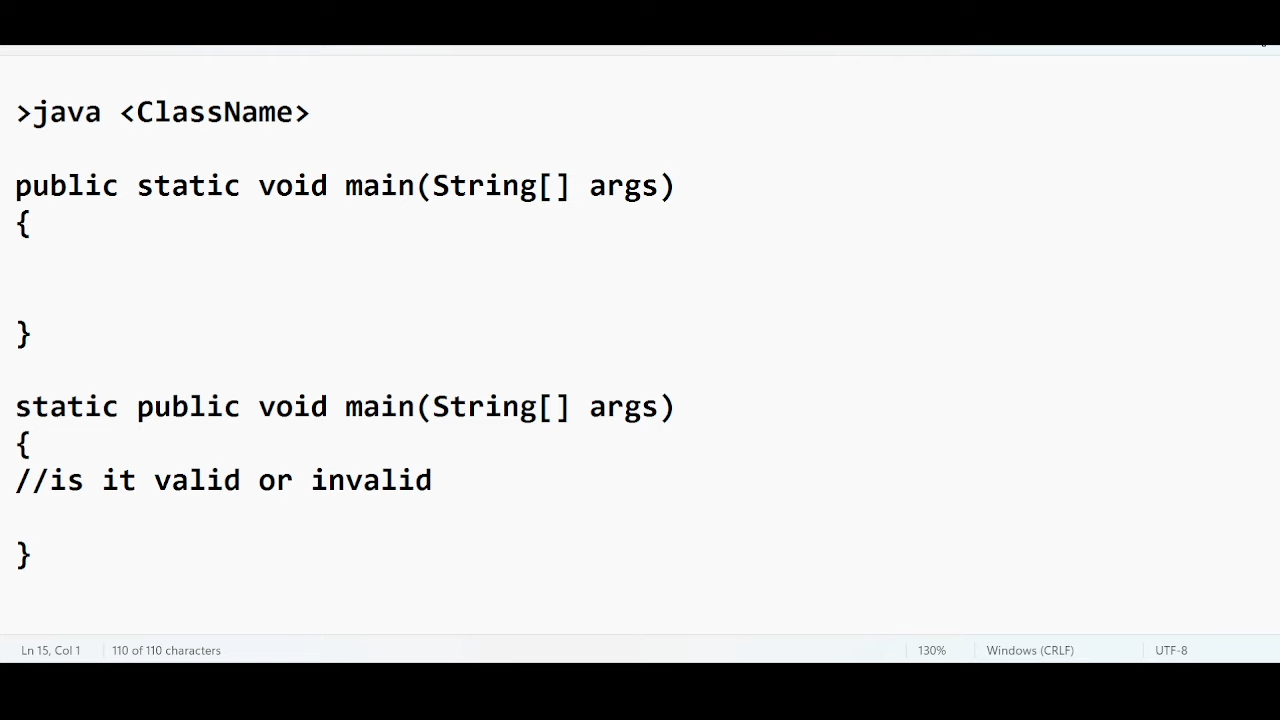 >java <ClassName>
public static void main(String[] args)
{
}
static public void main(String[] args)
{
//is it valid or invalid
}
Ln 15, Col 1 110 of 110 characters 130% Windows (CRLF) UTF-8